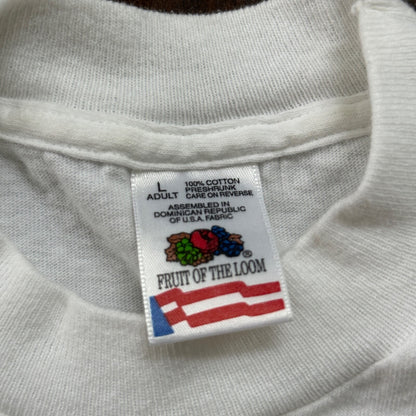 L
ADULT
100% COTTON
PRESHRUNK
CARE ON REVERSE
ASSEMBLED IN
DOMINICAN REPUBLIC
OF U.S.A. FABRIC
®
FRUIT OF THE LOOM